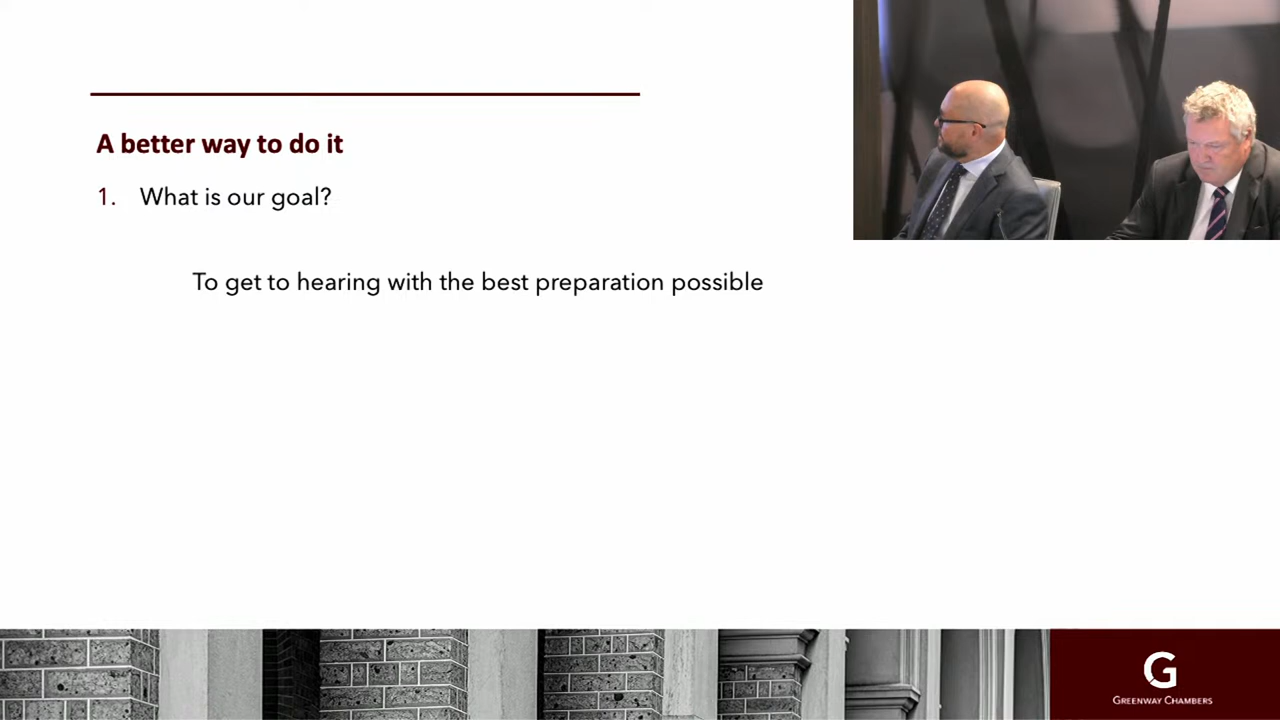 A better way to do it
1. What is our goal?
To get to hearing with the best preparation possible
G
GREENWAY CHAMBERS